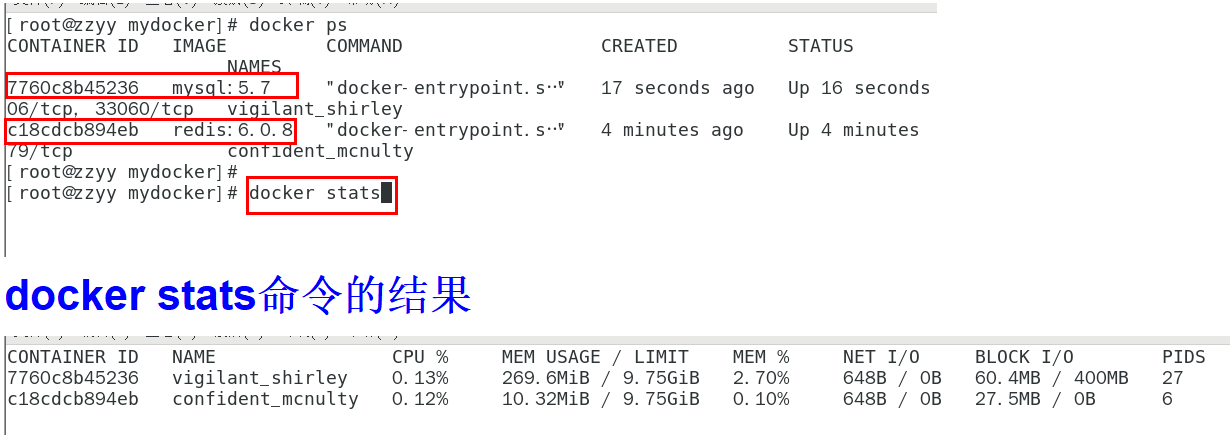 [root@zzyy mydocker]# docker ps
CONTAINER ID   IMAGE         COMMAND                  CREATED          STATUS
NAMES
7760c8b45236   mysql:5.7     "docker-entrypoint.s…"   17 seconds ago   Up 16 seconds
06/tcp, 33060/tcp   vigilant_shirley
c18cdcb894eb   redis:6.0.8   "docker-entrypoint.s…"   4 minutes ago    Up 4 minutes
79/tcp              confident_mcnulty
[root@zzyy mydocker]#
[root@zzyy mydocker]# docker stats
docker stats命令的结果
CONTAINER ID   NAME                CPU %     MEM USAGE / LIMIT     MEM %     NET I/O     BLOCK I/O        PIDS
7760c8b45236   vigilant_shirley    0.13%     269.6MiB / 9.75GiB    2.70%     648B / 0B   60.4MB / 400MB   27
c18cdcb894eb   confident_mcnulty   0.12%     10.32MiB / 9.75GiB    0.10%     648B / 0B   27.5MB / 0B      6